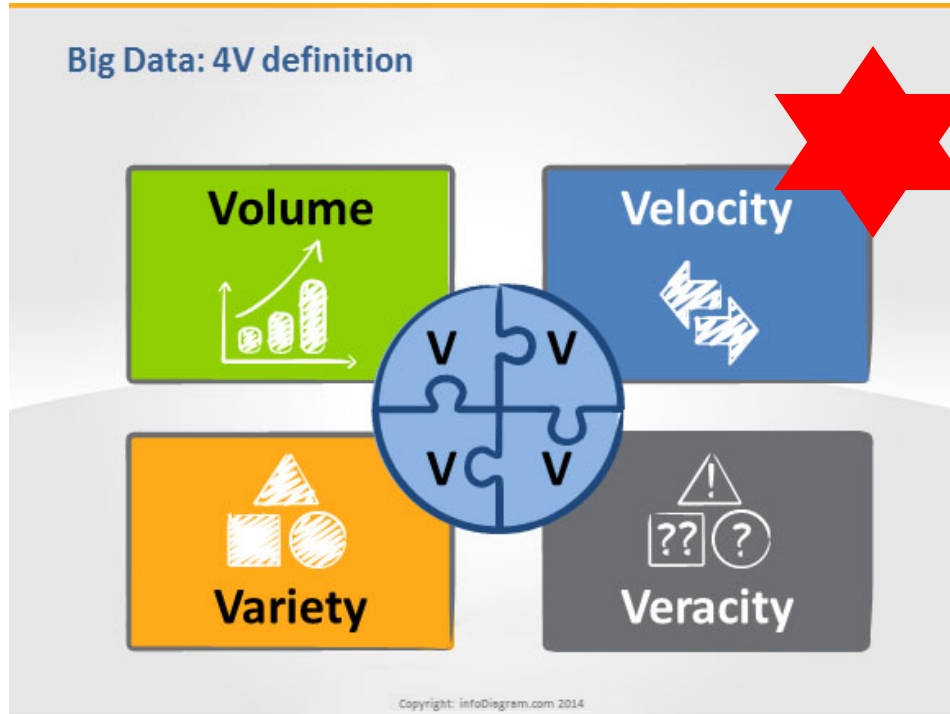 Big Data: 4V definition
Volume
Velocity
V V
V V
!
?? ?
Variety
Veracity
Copyright: infoDiagram.com 2014